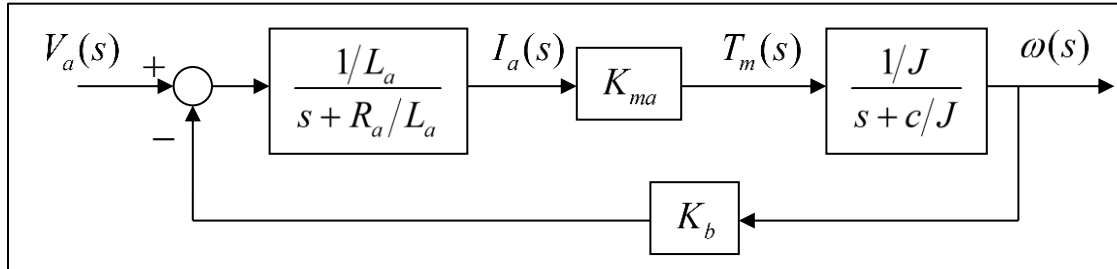 V_a(s)
+
−
1/L_a
s + R_a/L_a
I_a(s)
K_ma
T_m(s)
1/J
s + c/J
ω(s)
K_b